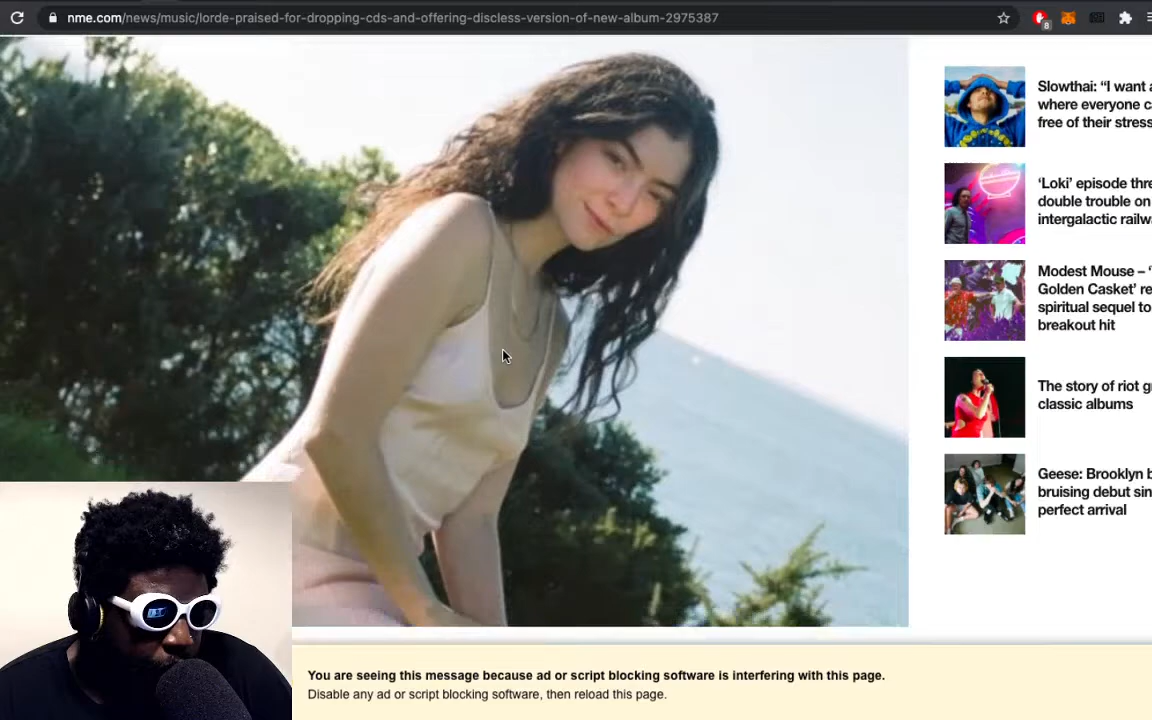 nme.com/news/music/lorde-praised-for-dropping-cds-and-offering-discless-version-of-new-album-2975387
8
Slowthai: “I want a
where everyone c
free of their stress
‘Loki’ episode thre
double trouble on
intergalactic railw
Modest Mouse – ‘
Golden Casket’ re
spiritual sequel to
breakout hit
The story of riot g
classic albums
Geese: Brooklyn b
bruising debut sin
perfect arrival
You are seeing this message because ad or script blocking software is interfering with this page.
Disable any ad or script blocking software, then reload this page.